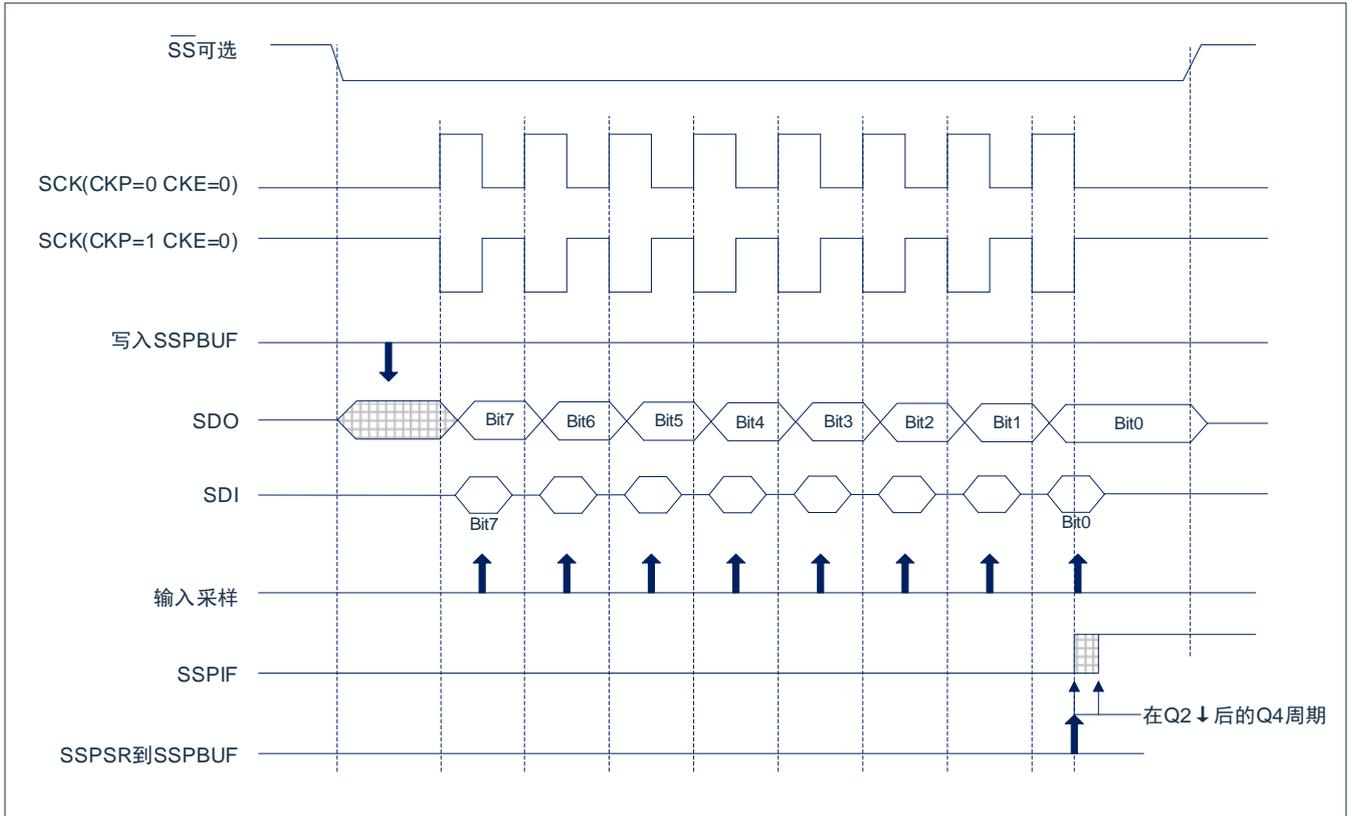 SS可选
SCK(CKP=0 CKE=0)
SCK(CKP=1 CKE=0)
写入SSPBUF
SDO
Bit7
Bit6
Bit5
Bit4
Bit3
Bit2
Bit1
Bit0
SDI
Bit7
Bit0
输入采样
SSPIF
在Q2↓后的Q4周期
SSPSR到SSPBUF